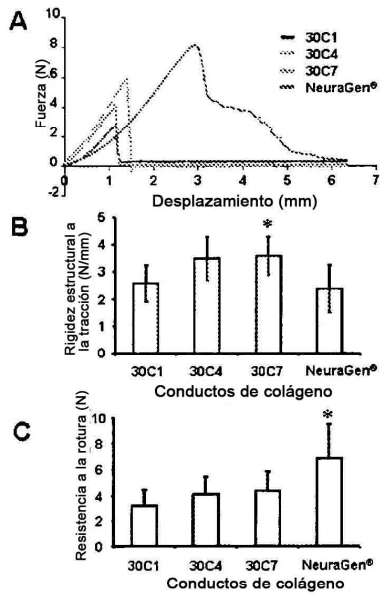 A
Fuerza (N)
10
8
6
4
2
0
-2
0 1 2 3 4 5 6 7
Desplazamiento (mm)
30C1
30C4
30C7
NeuraGen®
B
Rigidez estructural a
la tracción (N/mm)
5
4
3
2
1
0
*
30C1 30C4 30C7 NeuraGen®
Conductos de colágeno
C
Resistencia a la rotura (N)
10
8
6
4
2
0
*
30C1 30C4 30C7 NeuraGen®
Conductos de colágeno